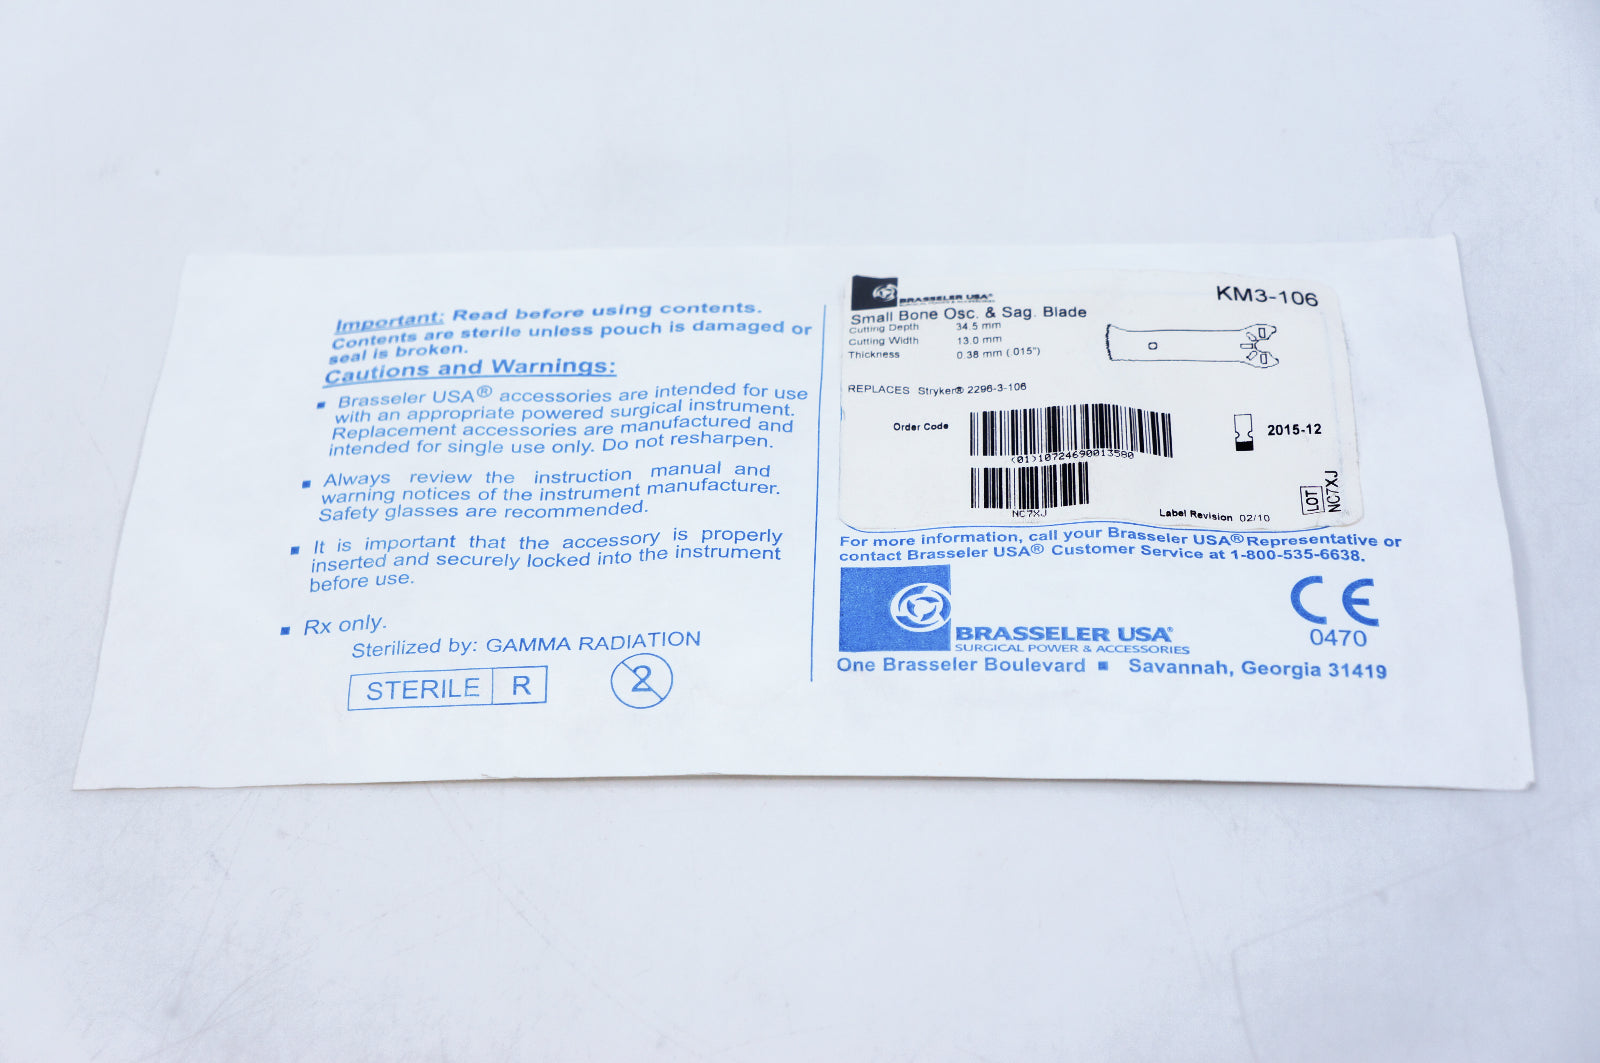 Important: Read before using contents.
Contents are sterile unless pouch is damaged or
seal is broken.
Cautions and Warnings:
▪ Brasseler USA® accessories are intended for use
with an appropriate powered surgical instrument.
Replacement accessories are manufactured and
intended for single use only. Do not resharpen.
▪ Always review the instruction manual and
warning notices of the instrument manufacturer.
Safety glasses are recommended.
▪ It is important that the accessory is properly
inserted and securely locked into the instrument
before use.
▪ Rx only.
Sterilized by: GAMMA RADIATION
STERILE R
2
BRASSELER USA®
SURGICAL POWER & ACCESSORIES
KM3-106
Small Bone Osc. & Sag. Blade
Cutting Depth 34.5 mm
Cutting Width 13.0 mm
Thickness 0.38 mm (.015")
REPLACES Stryker® 2296-3-106
Order Code
(01)10724690013580
2015-12
NC7XJ
LOT NC7XJ
Label Revision 02/10
For more information, call your Brasseler USA® Representative or
contact Brasseler USA® Customer Service at 1-800-535-6638.
BRASSELER USA®
SURGICAL POWER & ACCESSORIES
CE
0470
One Brasseler Boulevard ▪ Savannah, Georgia 31419